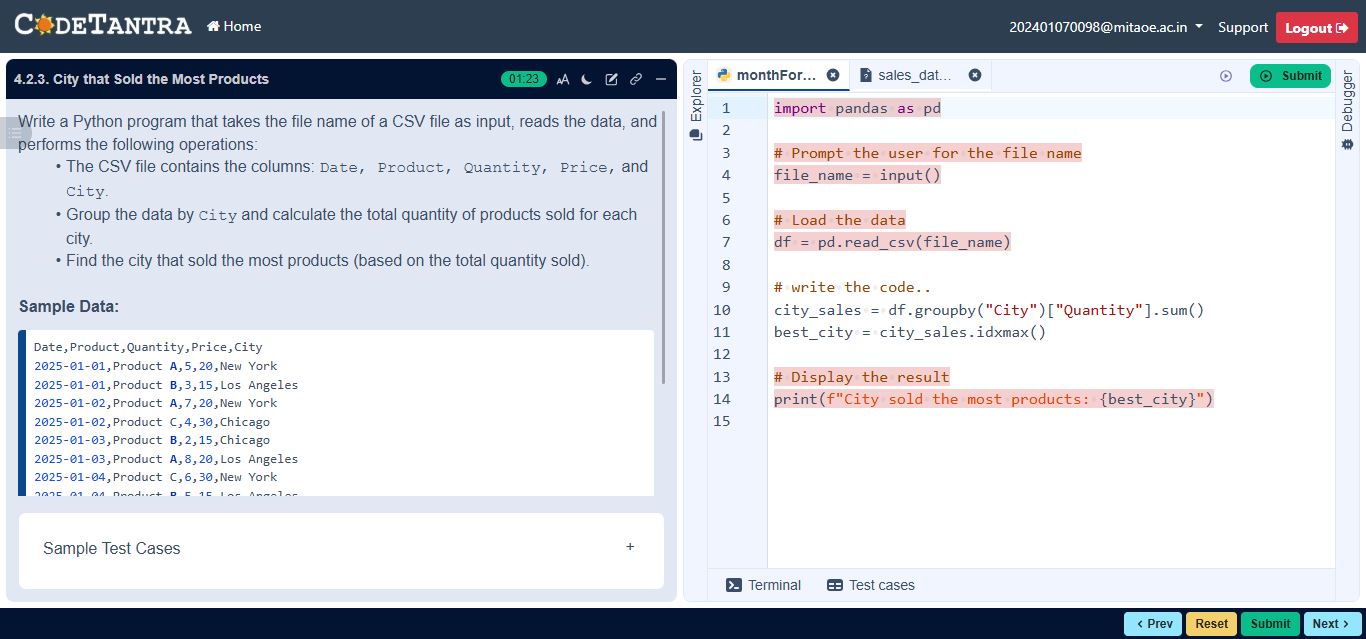 CODETANTRA
Home
202401070098@mitaoe.ac.in
Support
Logout
4.2.3. City that Sold the Most Products
01:23
AA
Write a Python program that takes the file name of a CSV file as input, reads the data, and
performs the following operations:
• The CSV file contains the columns: Date, Product, Quantity, Price, and
City.
• Group the data by City and calculate the total quantity of products sold for each
city.
• Find the city that sold the most products (based on the total quantity sold).
Sample Data:
Date,Product,Quantity,Price,City
2025-01-01,Product A,5,20,New York
2025-01-01,Product B,3,15,Los Angeles
2025-01-02,Product A,7,20,New York
2025-01-02,Product C,4,30,Chicago
2025-01-03,Product B,2,15,Chicago
2025-01-03,Product A,8,20,Los Angeles
2025-01-04,Product C,6,30,New York
2025-01-04,Product B,5,15,Los Angeles
Sample Test Cases
+
Explorer
monthFor...
sales_dat...
Submit
Debugger
1 import pandas as pd
2
3 # Prompt the user for the file name
4 file_name = input()
5
6 # Load the data
7 df = pd.read_csv(file_name)
8
9 # write the code..
10 city_sales = df.groupby("City")["Quantity"].sum()
11 best_city = city_sales.idxmax()
12
13 # Display the result
14 print(f"City sold the most products: {best_city}")
15
Terminal
Test cases
< Prev
Reset
Submit
Next >